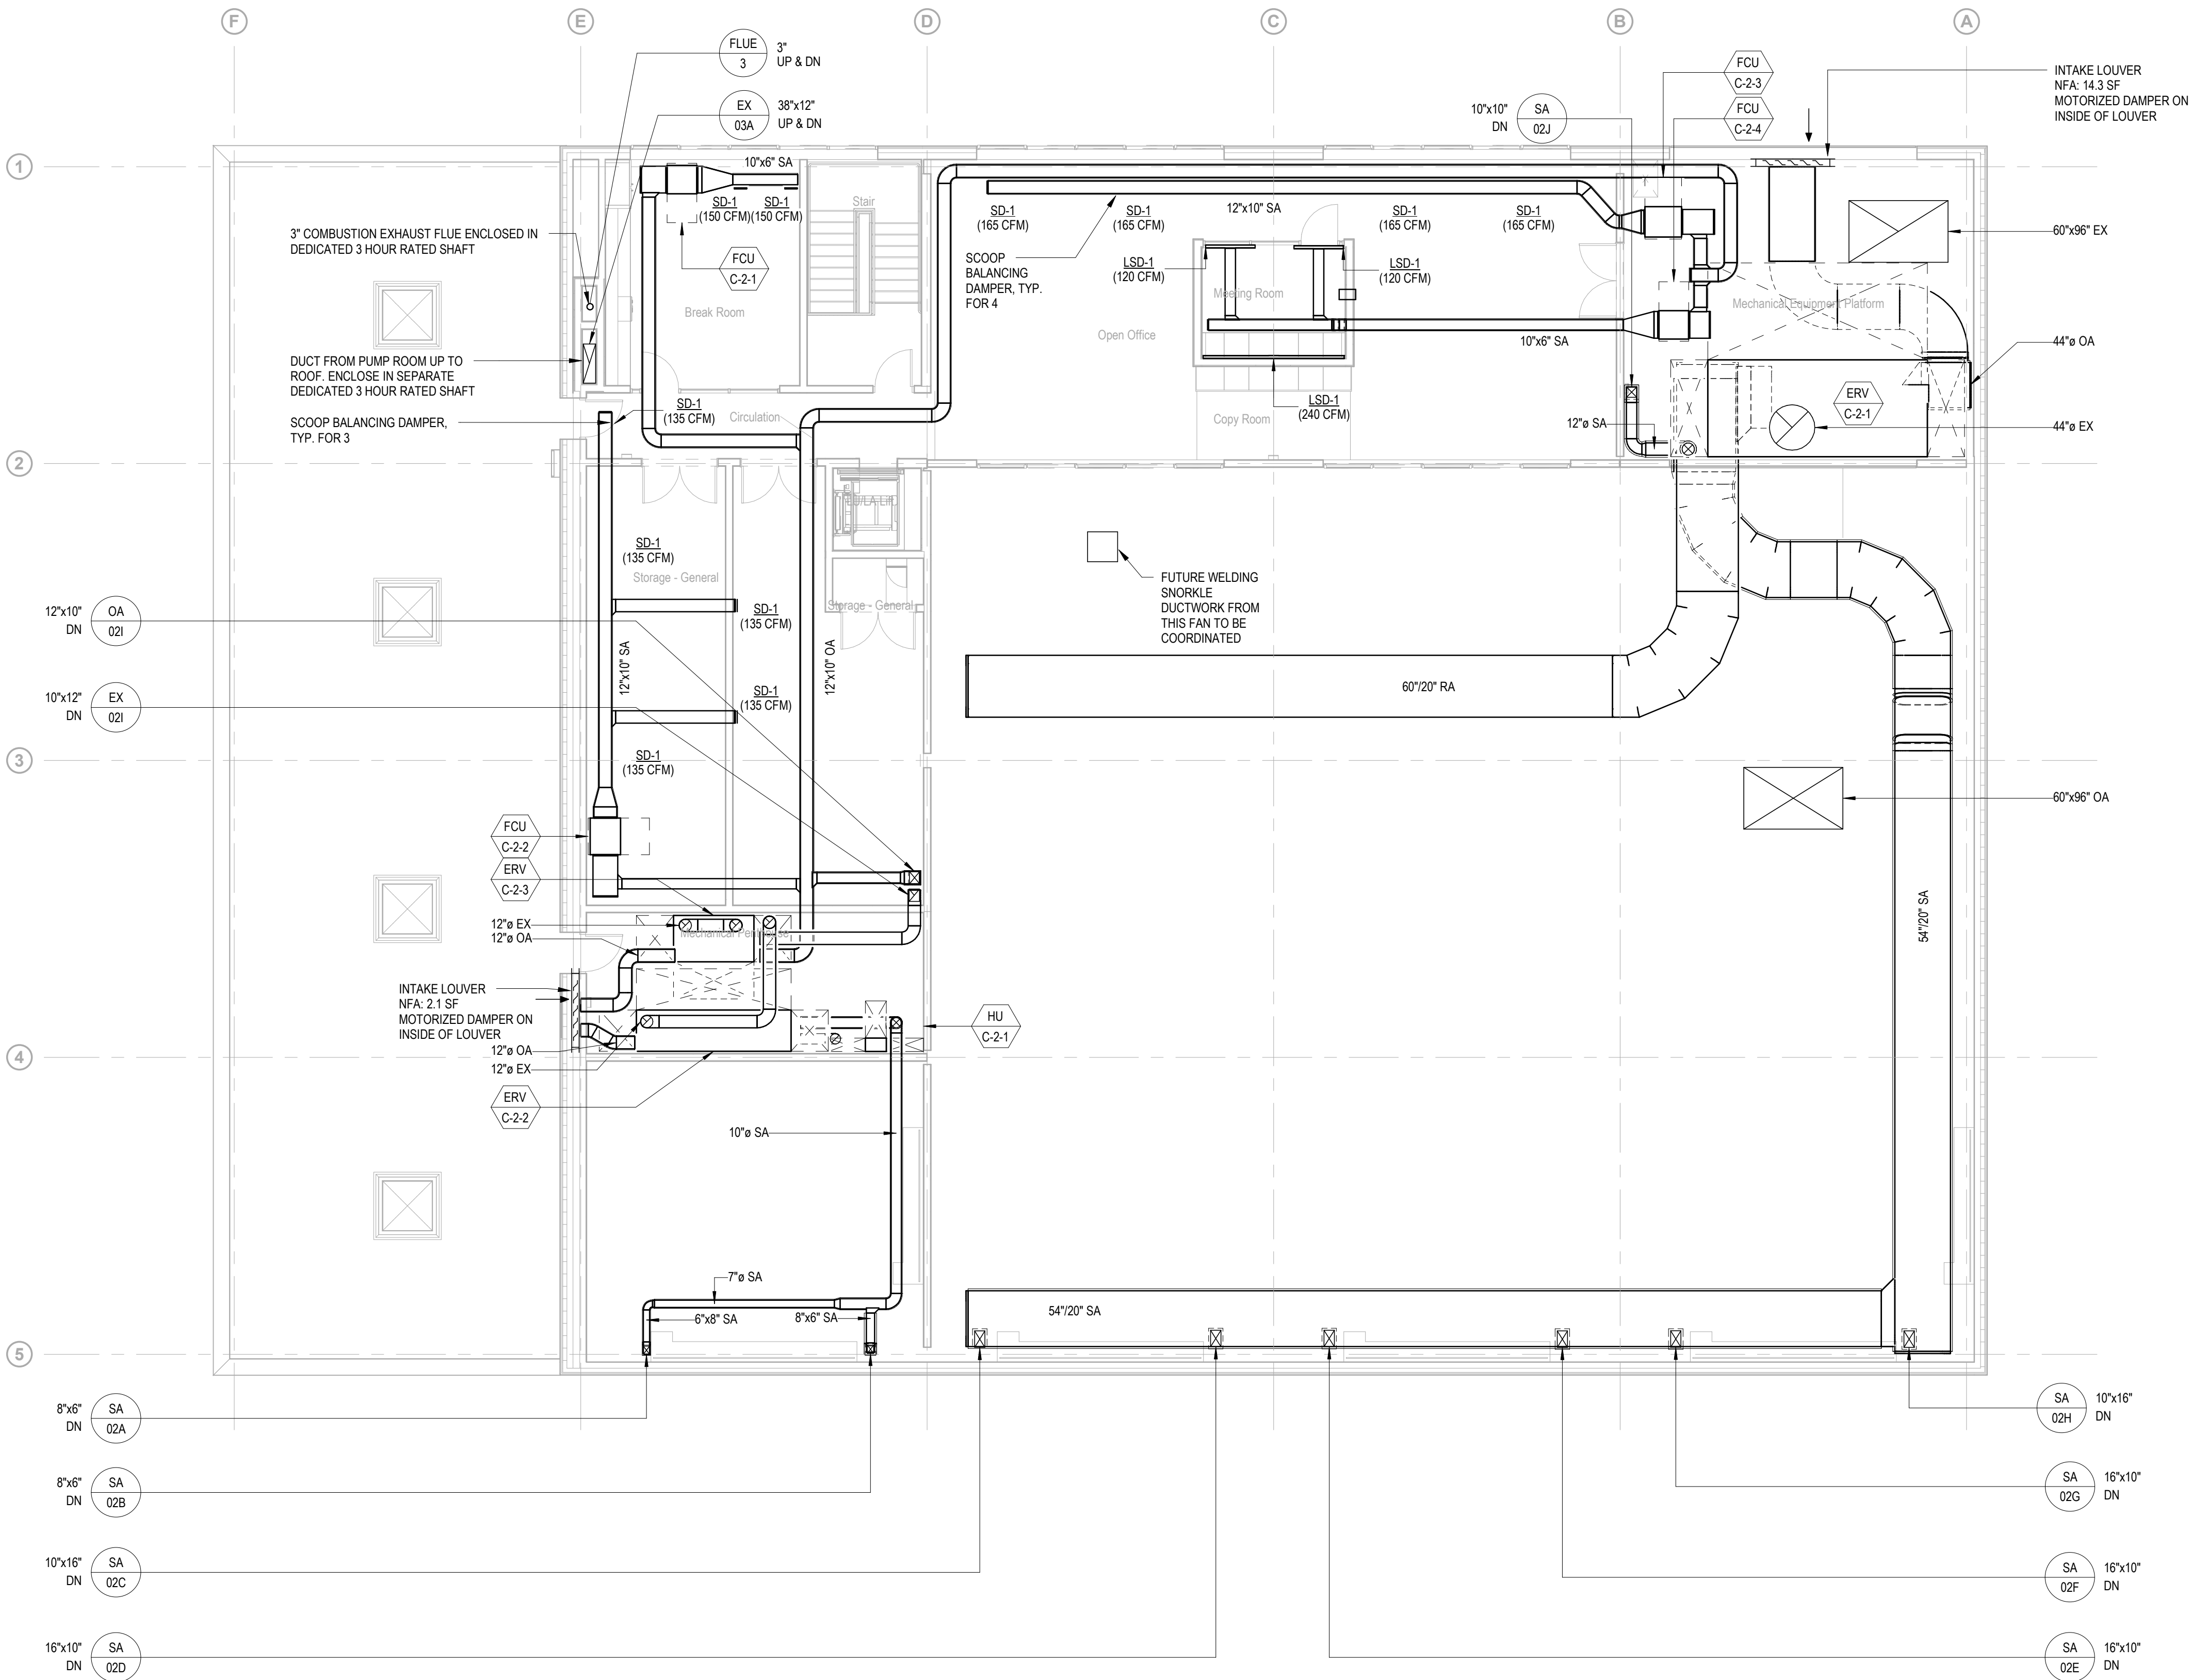 F
E
D
C
B
A
FLUE
3
3"
UP & DN
EX
03A
38"x12"
UP & DN
10"x10"
DN
SA
02J
FCU
C-2-3
FCU
C-2-4
INTAKE LOUVER
NFA: 14.3 SF
MOTORIZED DAMPER ON
INSIDE OF LOUVER
1
10"x6" SA
SD-1
(150 CFM)
SD-1
(150 CFM)
Stair
3" COMBUSTION EXHAUST FLUE ENCLOSED IN
DEDICATED 3 HOUR RATED SHAFT
FCU
C-2-1
Break Room
SD-1
(165 CFM)
SD-1
(165 CFM)
12"x10" SA
SD-1
(165 CFM)
SD-1
(165 CFM)
SCOOP
BALANCING
DAMPER, TYP.
FOR 4
LSD-1
(120 CFM)
LSD-1
(120 CFM)
Meeting Room
Open Office
10"x6" SA
60"x96" EX
Mechanical Equipment Platform
44"ø OA
DUCT FROM PUMP ROOM UP TO
ROOF. ENCLOSE IN SEPARATE
DEDICATED 3 HOUR RATED SHAFT
SCOOP BALANCING DAMPER,
TYP. FOR 3
SD-1
(135 CFM)
Circulation
LSD-1
(240 CFM)
Copy Room
12"ø SA
ERV
C-2-1
44"ø EX
2
SD-1
(135 CFM)
Storage - General
SD-1
(135 CFM)
Storage - General
FUTURE WELDING
SNORKLE
DUCTWORK FROM
THIS FAN TO BE
COORDINATED
12"x10"
DN
OA
02I
10"x12"
DN
EX
02I
12"x10" SA
SD-1
(135 CFM)
12"x10" OA
60"/20" RA
3
SD-1
(135 CFM)
60"x96" OA
FCU
C-2-2
ERV
C-2-3
12"ø EX
12"ø OA
Mechanical Penthouse
54"/20" SA
INTAKE LOUVER
NFA: 2.1 SF
MOTORIZED DAMPER ON
INSIDE OF LOUVER
HU
C-2-1
4
12"ø OA
12"ø EX
ERV
C-2-2
10"ø SA
7"ø SA
6"x8" SA
8"x6" SA
54"/20" SA
5
8"x6"
DN
SA
02A
SA
02H
10"x16"
DN
8"x6"
DN
SA
02B
SA
02G
16"x10"
DN
10"x16"
DN
SA
02C
SA
02F
16"x10"
DN
16"x10"
DN
SA
02D
SA
02E
16"x10"
DN